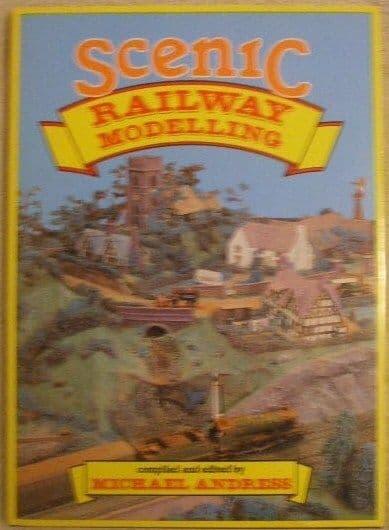 Scenic
RAILWAY
MODELLING
compiled and edited by
MICHAEL ANDRESS